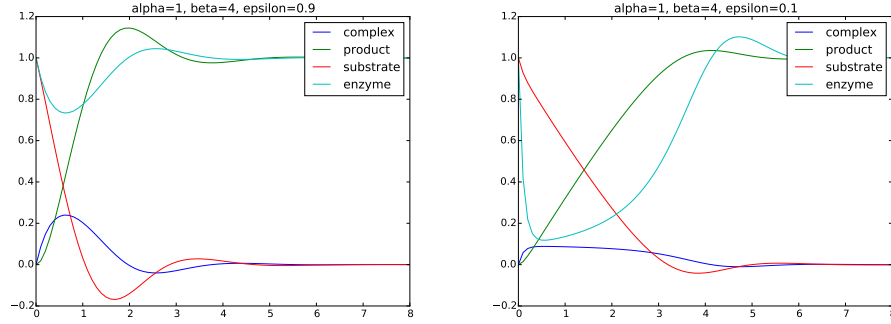 alpha=1, beta=4, epsilon=0.9
1.2
1.0
0.8
0.6
0.4
0.2
0.0
−0.2
0 1 2 3 4 5 6 7 8
complex
product
substrate
enzyme
alpha=1, beta=4, epsilon=0.1
1.2
1.0
0.8
0.6
0.4
0.2
0.0
−0.2
0 1 2 3 4 5 6 7
complex
product
substrate
enzyme